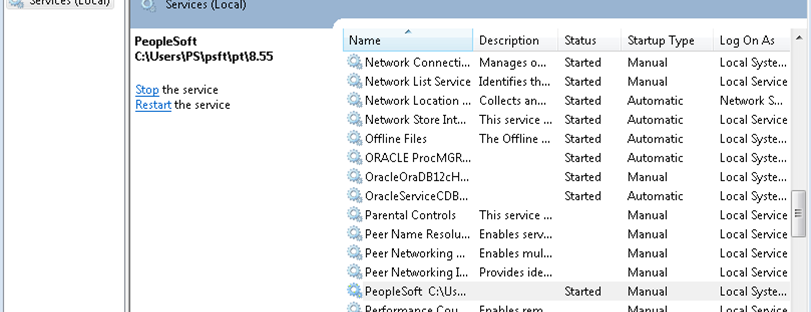 Services (Local)
Services (Local)
PeopleSoft
C:\Users\PS\psft\pt\8.55
Stop the service
Restart the service
Name Description Status Startup Type Log On As
Network Connecti... Manages o... Started Manual Local Syste...
Network List Service Identifies th... Started Manual Local Service
Network Location ... Collects an... Started Automatic Network S...
Network Store Int... This service ... Started Automatic Local Service
Offline Files The Offline ... Started Automatic Local Syste...
ORACLE ProcMGR... Started Automatic Local Syste...
OracleOraDB12cH... Started Manual Local Syste...
OracleServiceCDB... Started Automatic Local Syste...
Parental Controls This service ... Manual Local Service
Peer Name Resolu... Enables serv... Manual Local Service
Peer Networking ... Enables mul... Manual Local Service
Peer Networking I... Provides ide... Manual Local Service
PeopleSoft C:\Us... Started Manual Local Syste...
Performance Cou... Enables rem... Manual Local Service